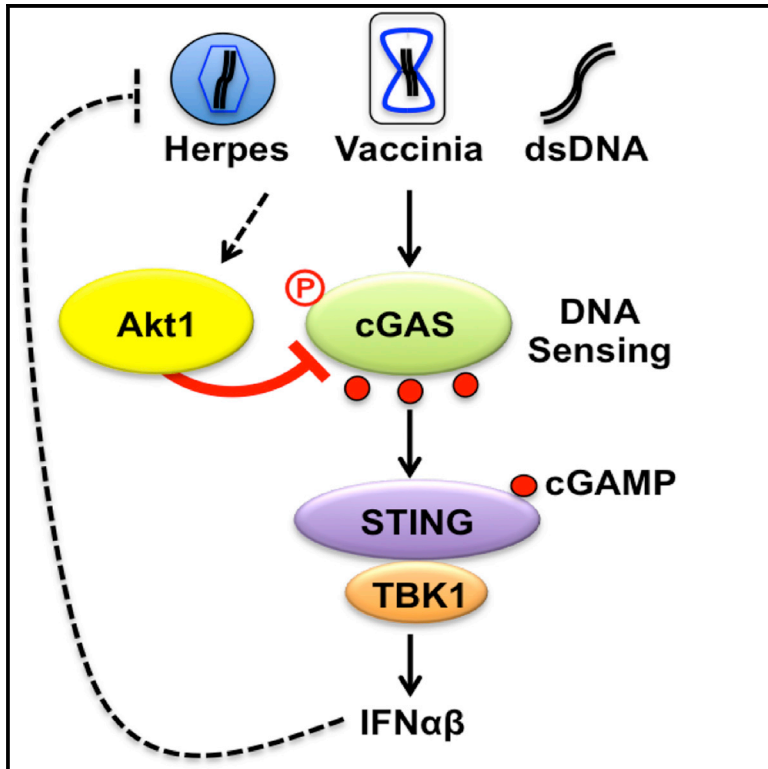 Herpes
Vaccinia
dsDNA
P
Akt1
cGAS
DNA
Sensing
cGAMP
STING
TBK1
IFNαβ